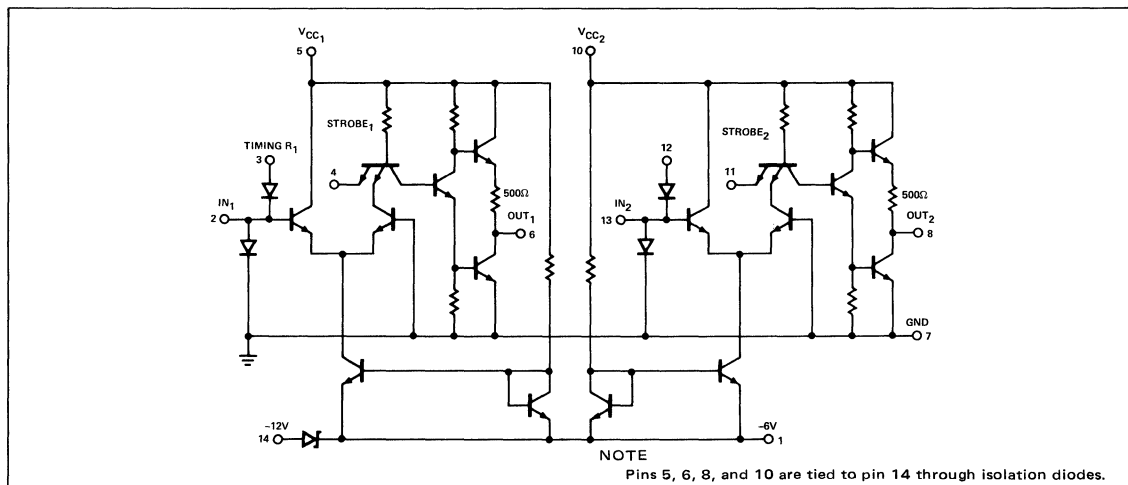 VCC1
5
VCC2
10
STROBE1
STROBE2
TIMING R1
3
12
4
11
500Ω
500Ω
IN1
2
OUT1
6
IN2
13
OUT2
8
GND
7
-12V
14
-6V
1
NOTE
Pins 5, 6, 8, and 10 are tied to pin 14 through isolation diodes.